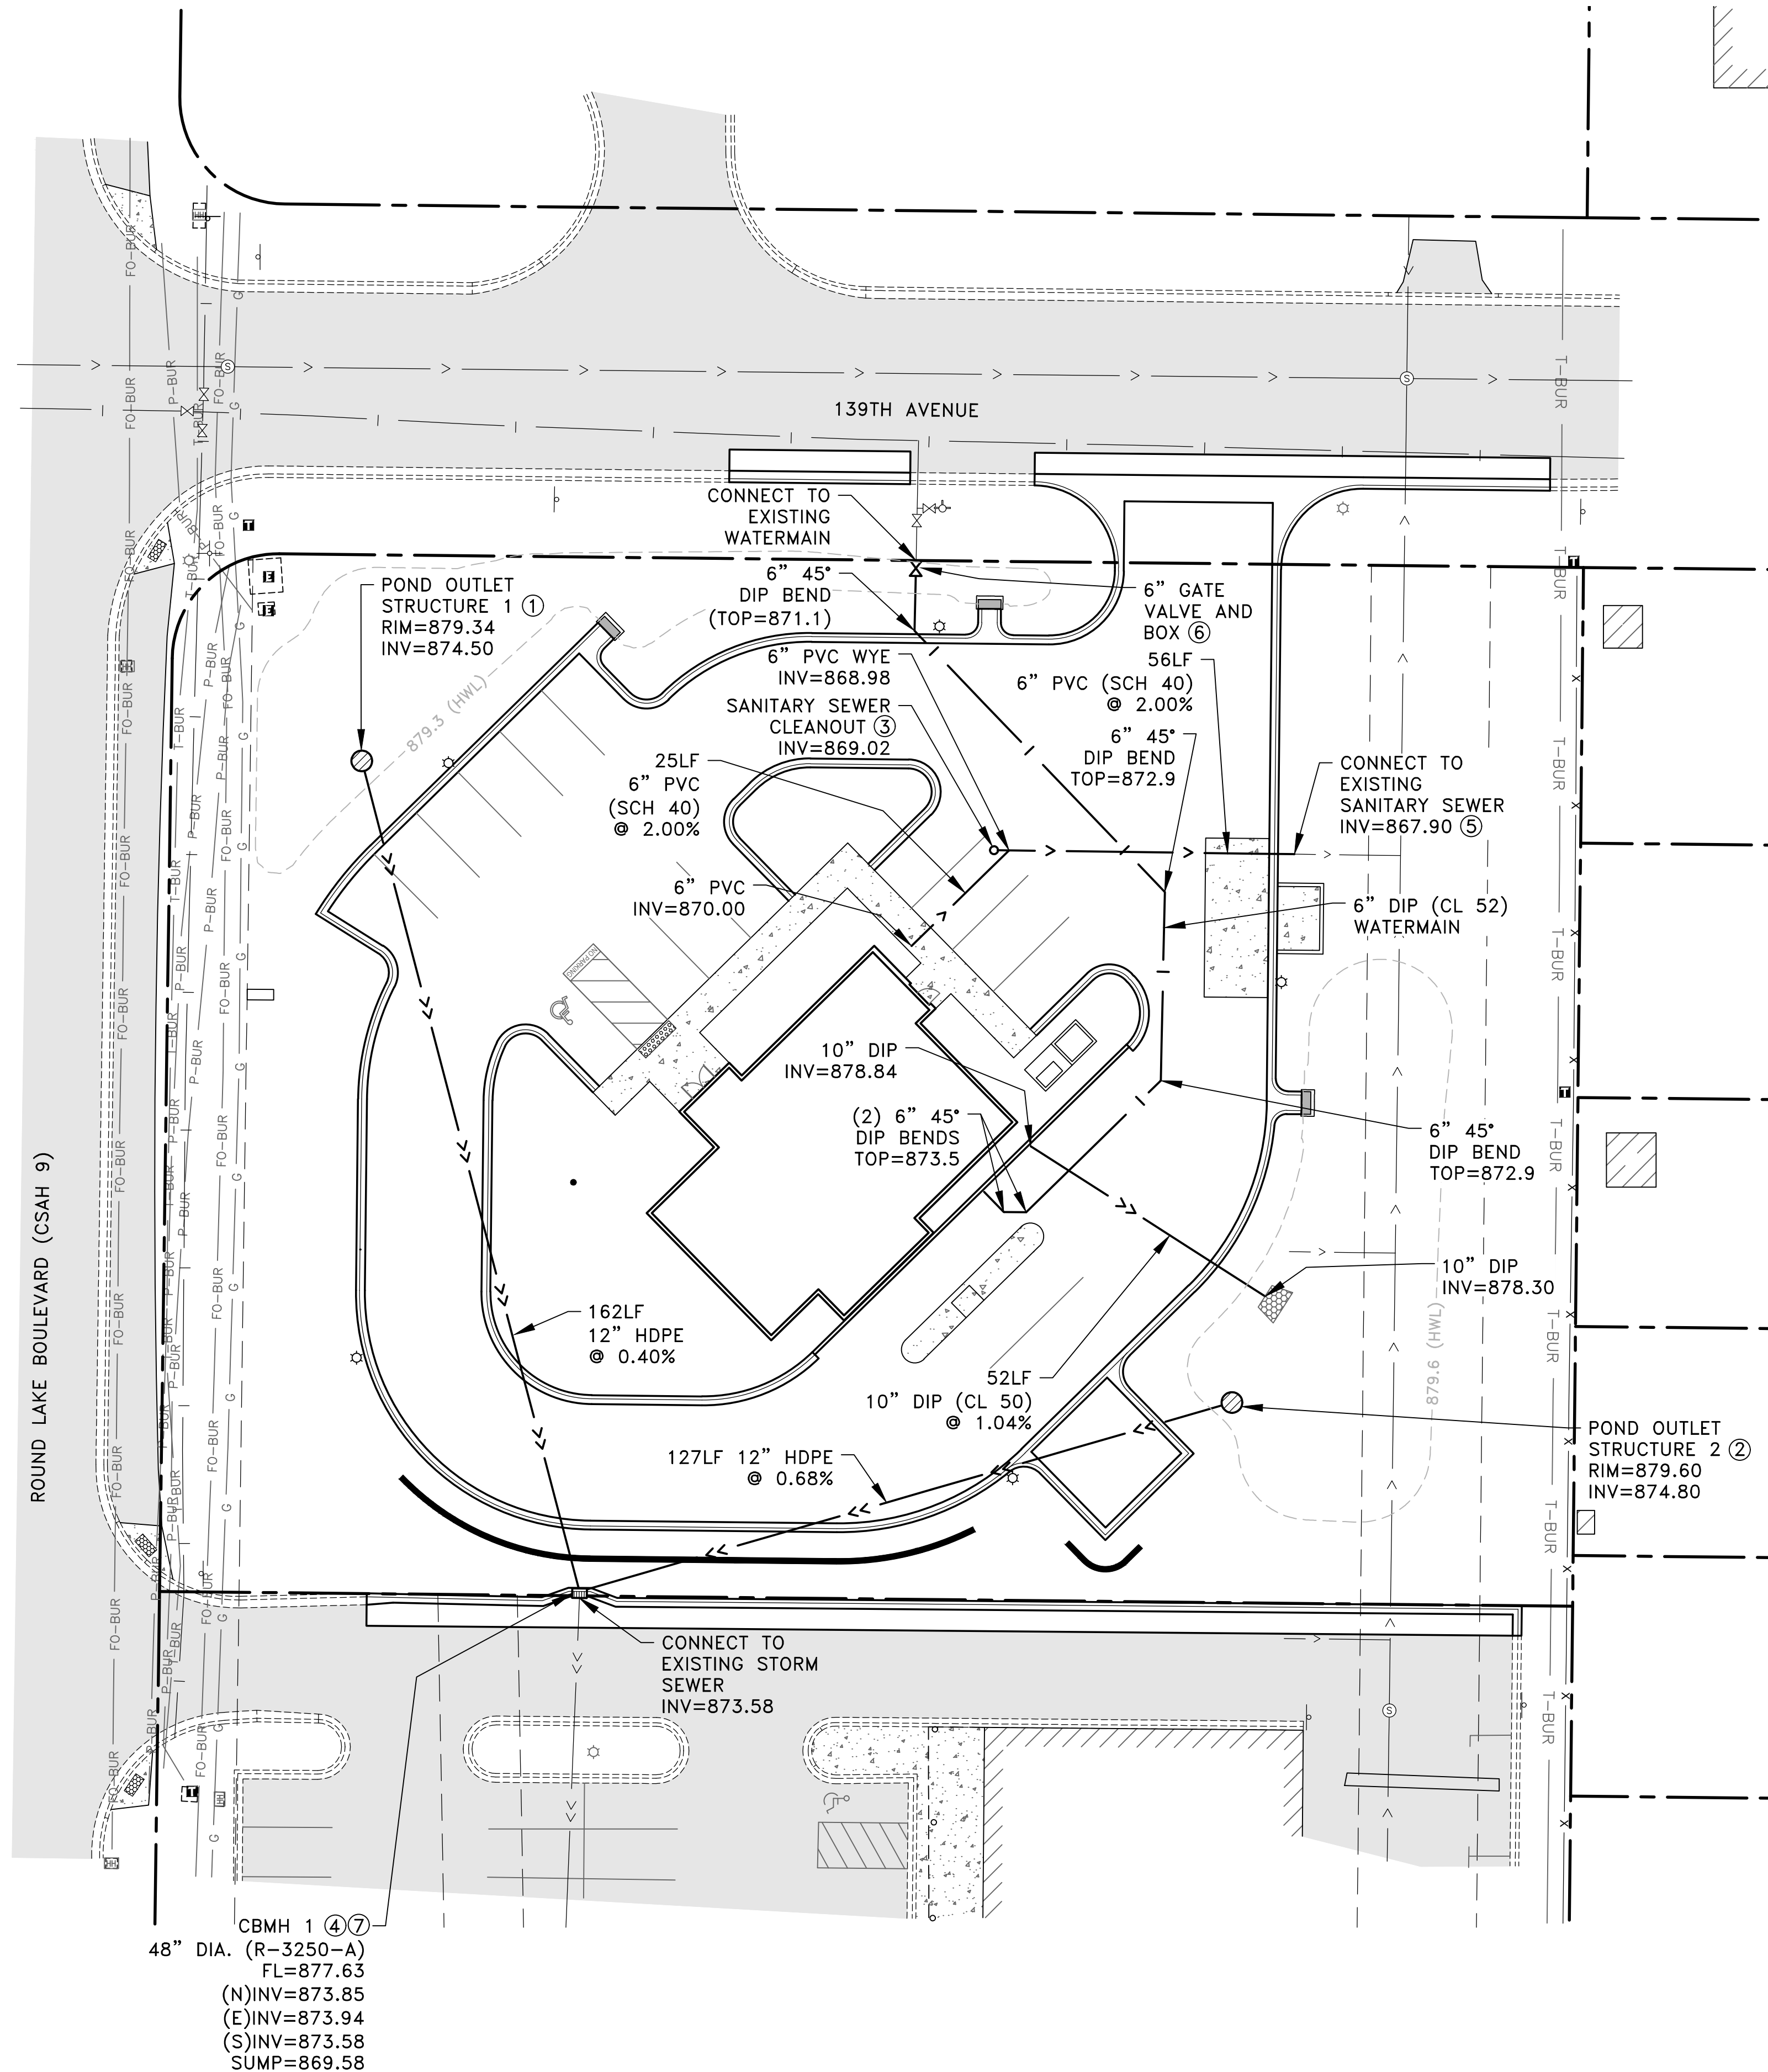 139TH AVENUE
CONNECT TO
EXISTING
WATERMAIN
6” 45°
DIP BEND
(TOP=871.1)
POND OUTLET
STRUCTURE 1 ①
RIM=879.34
INV=874.50
6” GATE
VALVE AND
BOX ⑥
6” PVC WYE
INV=868.98
56LF
6” PVC (SCH 40)
@ 2.00%
SANITARY SEWER
CLEANOUT ③
INV=869.02
6” 45°
DIP BEND
TOP=872.9
879.3 (HWL)
25LF
6” PVC
(SCH 40)
@ 2.00%
CONNECT TO
EXISTING
SANITARY SEWER
INV=867.90 ⑤
6” PVC
INV=870.00
6” DIP (CL 52)
WATERMAIN
NO PARKING
10” DIP
INV=878.84
(2) 6” 45°
DIP BENDS
TOP=873.5
6” 45°
DIP BEND
TOP=872.9
ROUND LAKE BOULEVARD (CSAH 9)
10” DIP
INV=878.30
162LF
12” HDPE
@ 0.40%
879.6 (HWL)
52LF
10” DIP (CL 50)
@ 1.04%
127LF 12” HDPE
@ 0.68%
POND OUTLET
STRUCTURE 2 ②
RIM=879.60
INV=874.80
CONNECT TO
EXISTING STORM
SEWER
INV=873.58
CBMH 1 ④⑦
48” DIA. (R-3250-A)
FL=877.63
(N)INV=873.85
(E)INV=873.94
(S)INV=873.58
SUMP=869.58
FO-BUR
P-BUR
T-BUR
G
S
T
E
HH